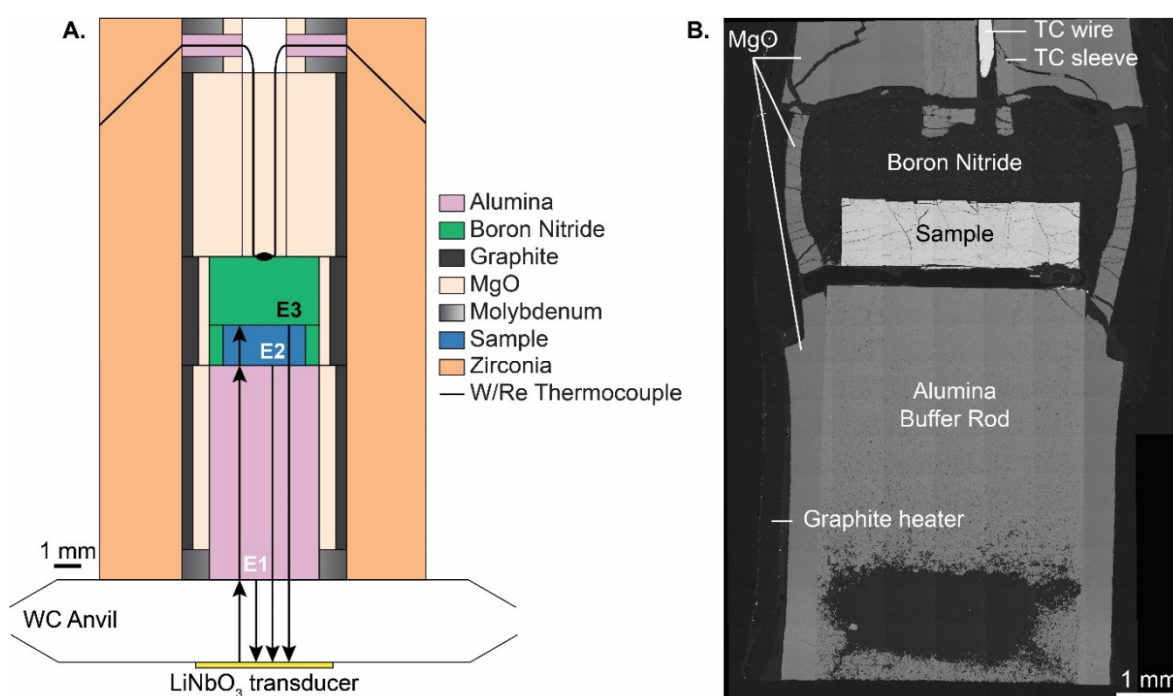 A.
E3
E2
E1
1 mm
WC Anvil
LiNbO₃ transducer
Alumina
Boron Nitride
Graphite
MgO
Molybdenum
Sample
Zirconia
W/Re Thermocouple
B.
MgO
TC wire
TC sleeve
Boron Nitride
Sample
Alumina
Buffer Rod
Graphite heater
1 mm